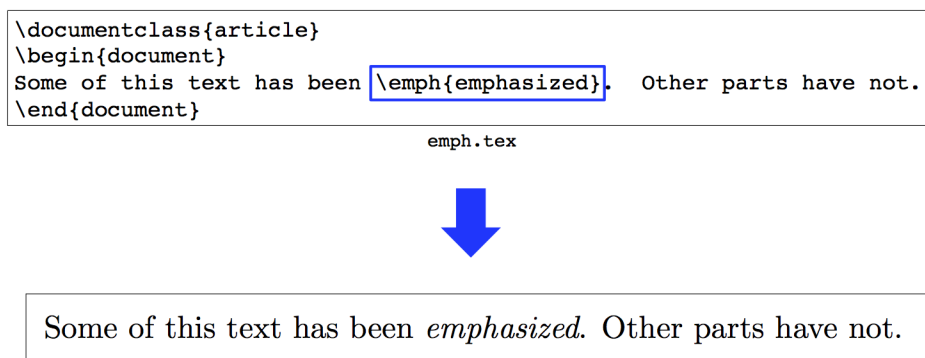 \documentclass{article}
\begin{document}
Some of this text has been \emph{emphasized}.  Other parts have not.
\end{document}
emph.tex
Some of this text has been emphasized. Other parts have not.